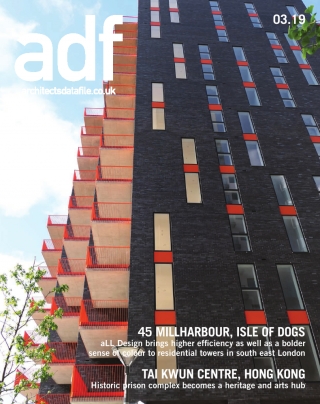 03.19
adf
architectsdatafile.co.uk
45 MILLHARBOUR, ISLE OF DOGS
aLL Design brings higher efficiency as well as a bolder
sense of colour to residential towers in south east London
TAI KWUN CENTRE, HONG KONG
Historic prison complex becomes a heritage and arts hub